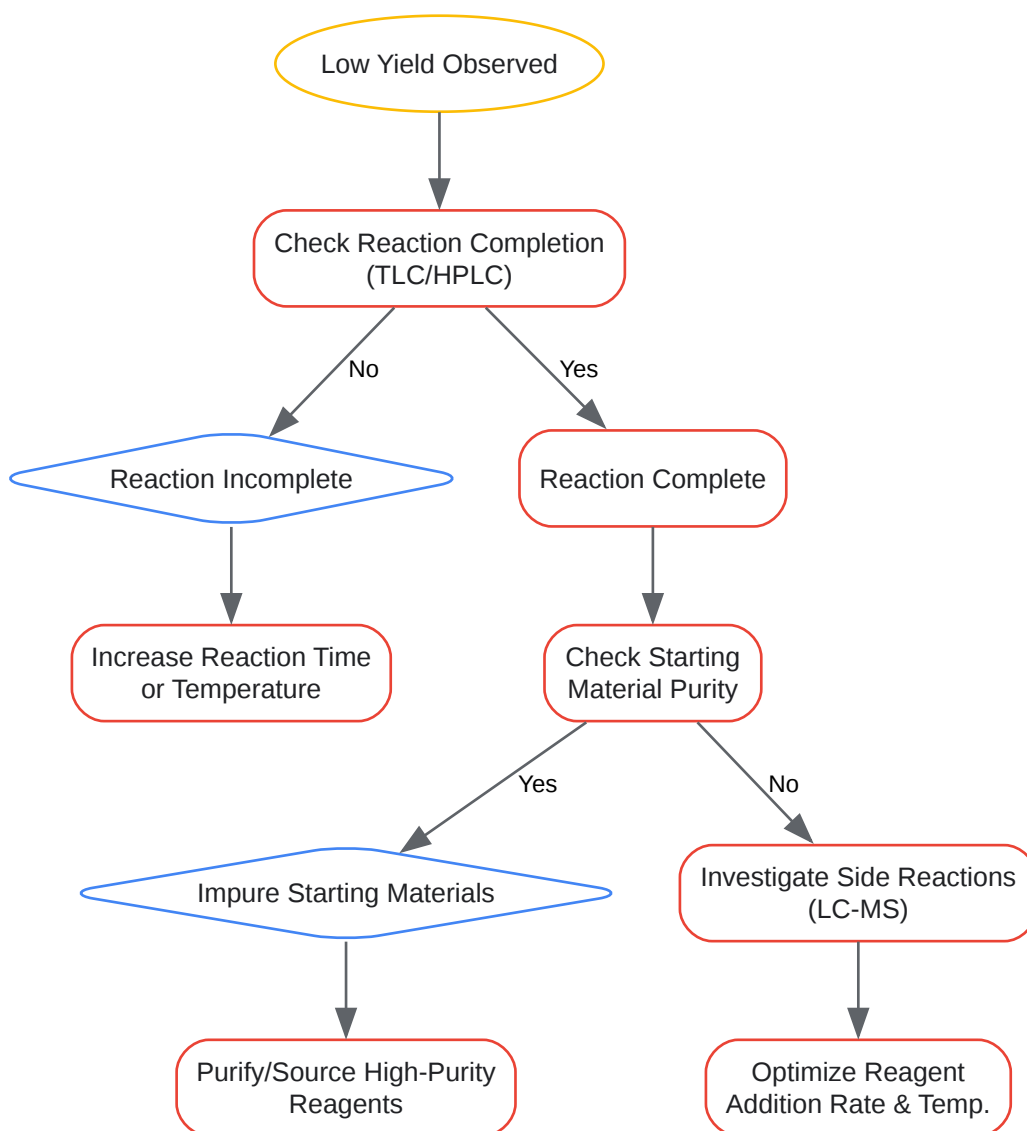 Low Yield Observed
Check Reaction Completion
(TLC/HPLC)
No
Yes
Reaction Incomplete
Reaction Complete
Increase Reaction Time
or Temperature
Check Starting
Material Purity
Yes
No
Impure Starting Materials
Investigate Side Reactions
(LC-MS)
Purify/Source High-Purity
Reagents
Optimize Reagent
Addition Rate & Temp.